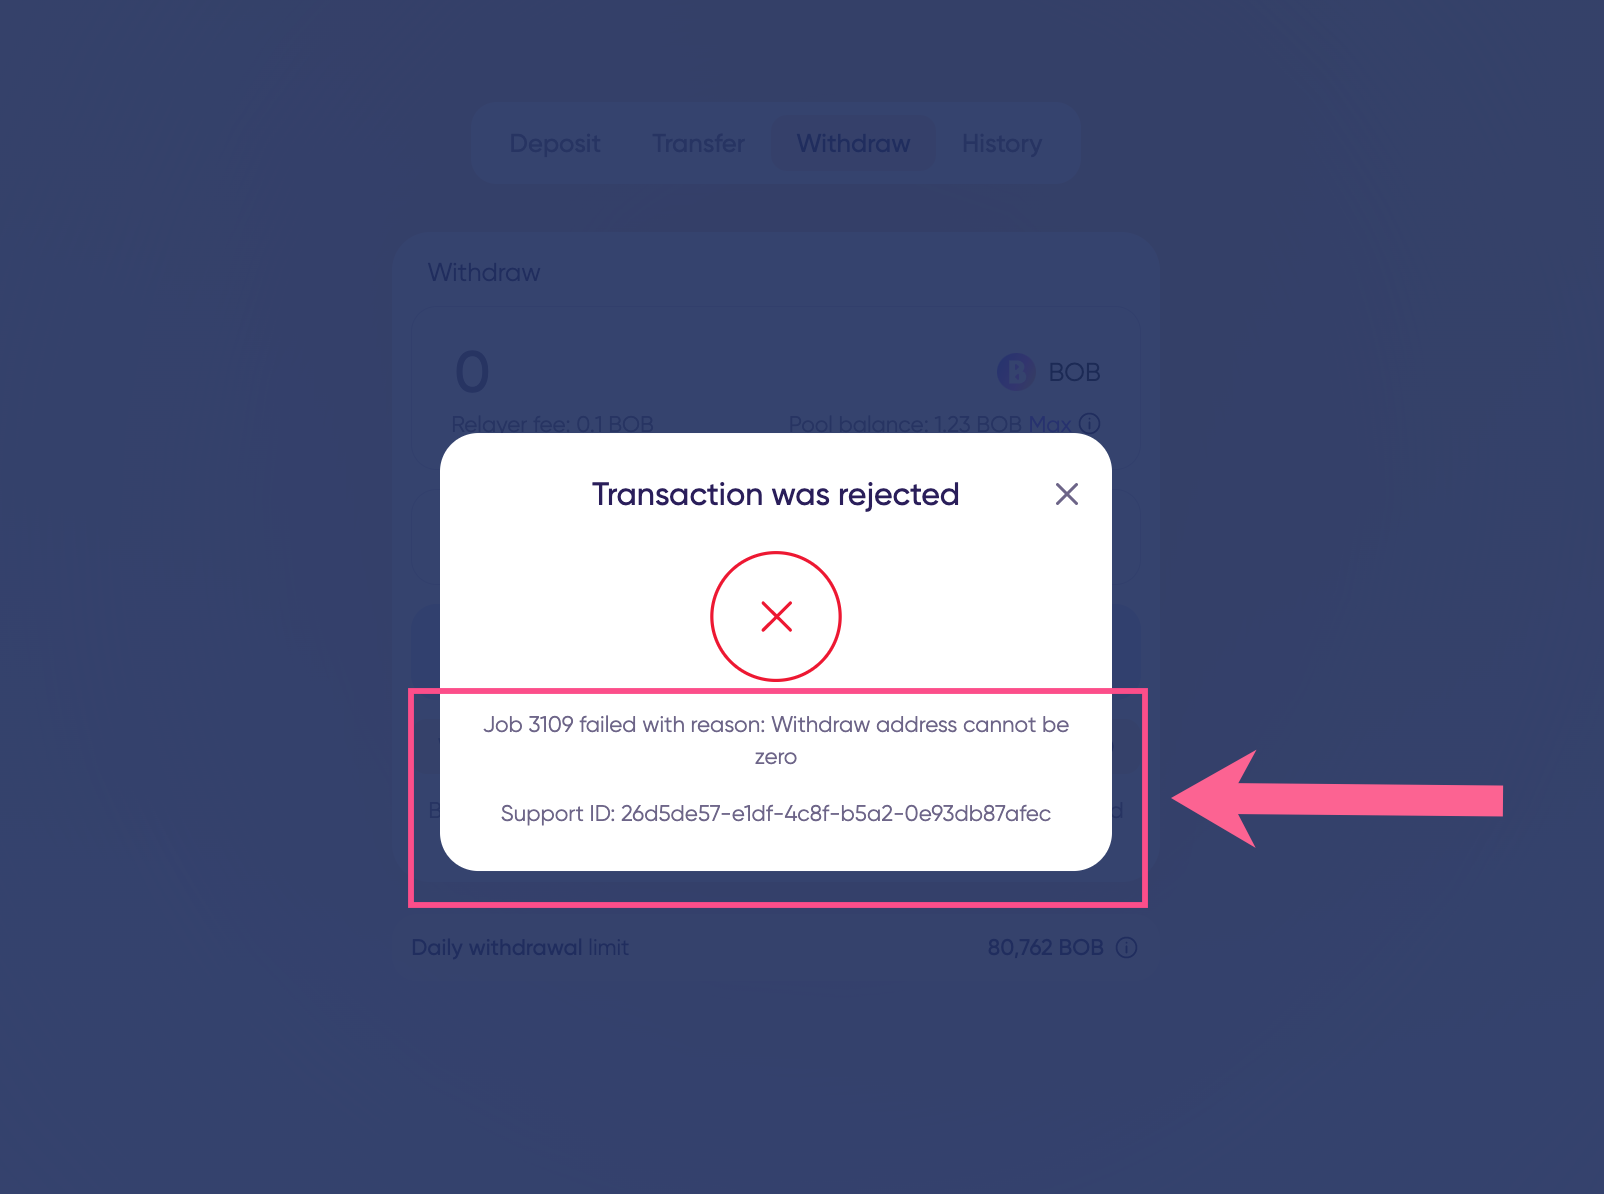 Deposit Transfer Withdraw History
Withdraw
0 BOB
Relayer fee: 0.1 BOB Pool balance: 1.23 BOB Max
Transaction was rejected
Job 3109 failed with reason: Withdraw address cannot be
zero
Support ID: 26d5de57-e1df-4c8f-b5a2-0e93db87afec
Daily withdrawal limit 80,762 BOB